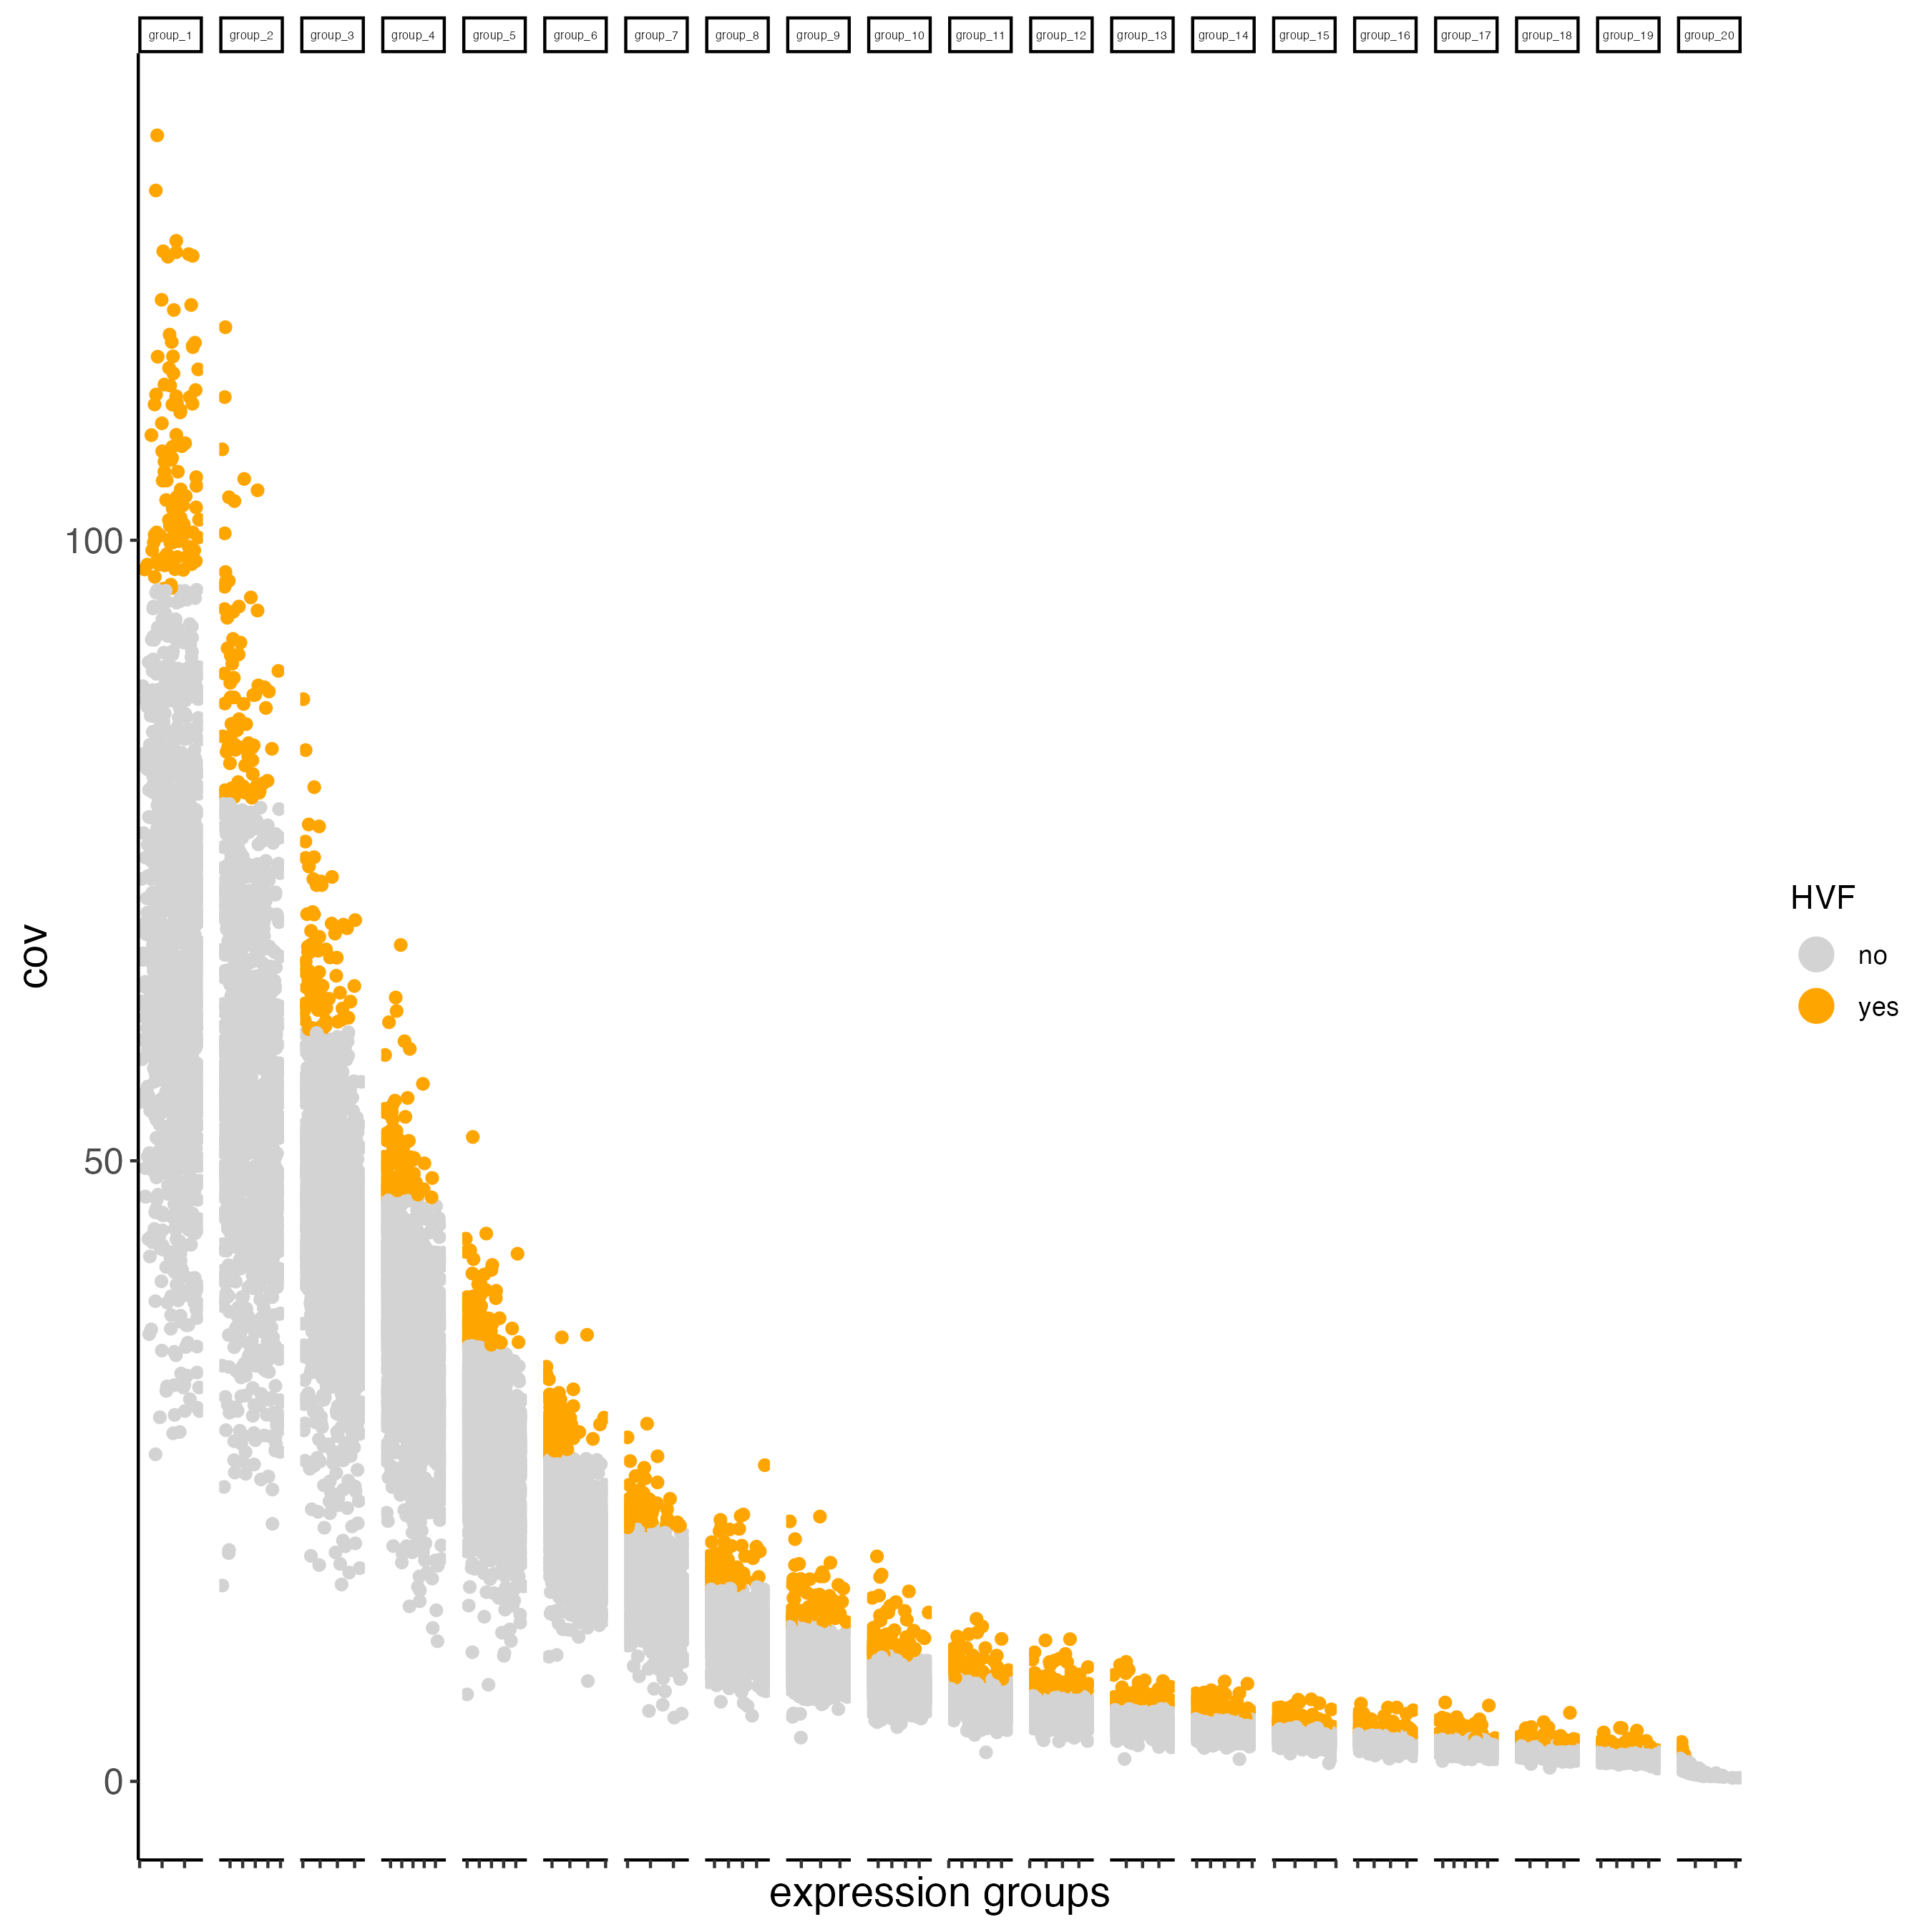 group_1 group_2 group_3 group_4 group_5 group_6 group_7 group_8 group_9 group_10 group_11 group_12 group_13 group_14 group_15 group_16 group_17 group_18 group_19 group_20
100
50
0
cov
expression groups
HVF
no
yes